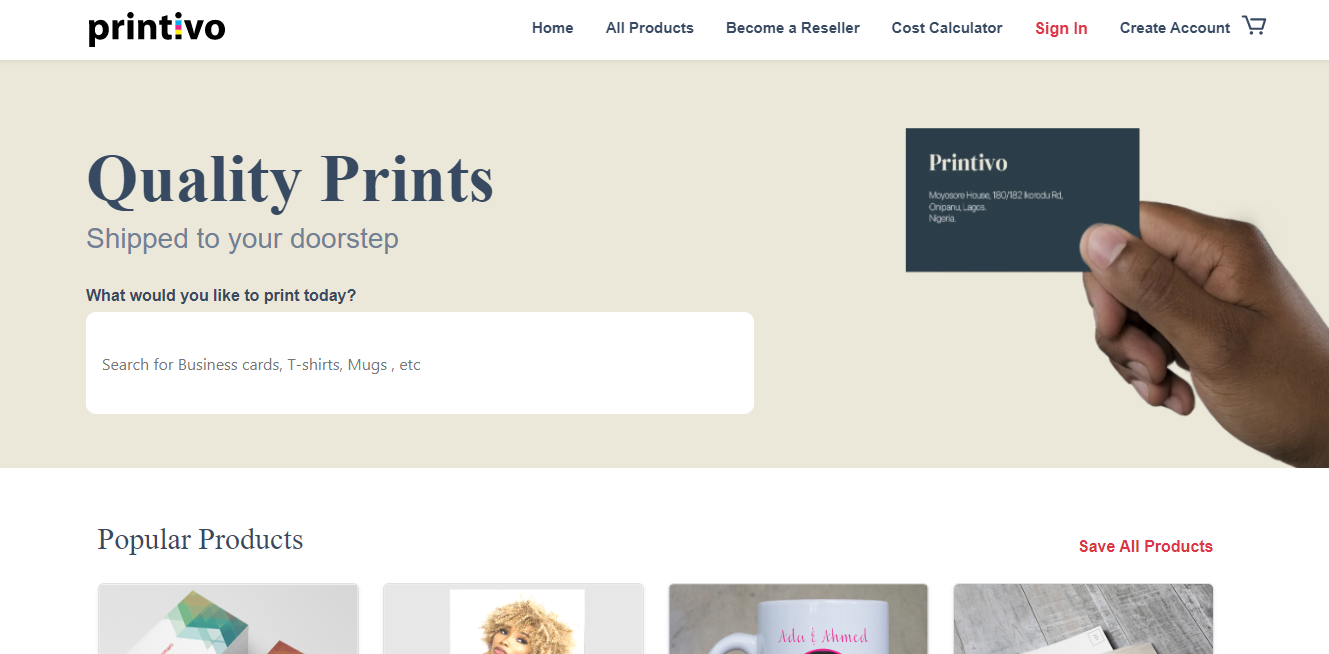 printivo
Home All Products Become a Reseller Cost Calculator Sign In Create Account
Quality Prints
Shipped to your doorstep
What would you like to print today?
Search for Business cards, T-shirts, Mugs , etc
Printivo
Moyosore House, 180/182 Ikorodu Rd,
Onipanu, Lagos.
Nigeria.
Popular Products
Save All Products
Ada & Ahmed